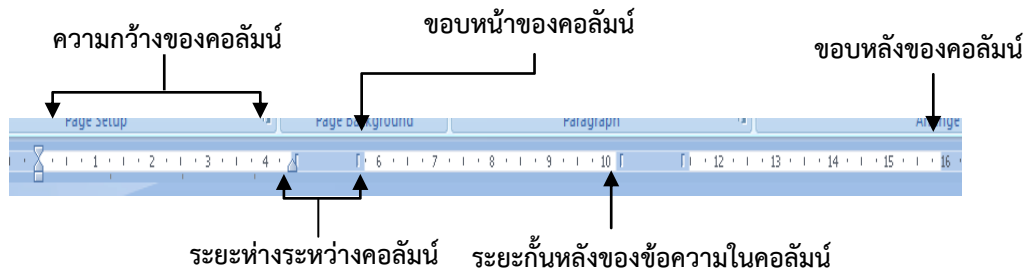 ความกว้างของคอลัมน์
ขอบหน้าของคอลัมน์
ขอบหลังของคอลัมน์
Page Setup
Page Background
Paragraph
Arrange
1 2 3 4 6 7 8 9 10 12 13 14 15 16
ระยะห่างระหว่างคอลัมน์
ระยะกั้นหลังของข้อความในคอลัมน์